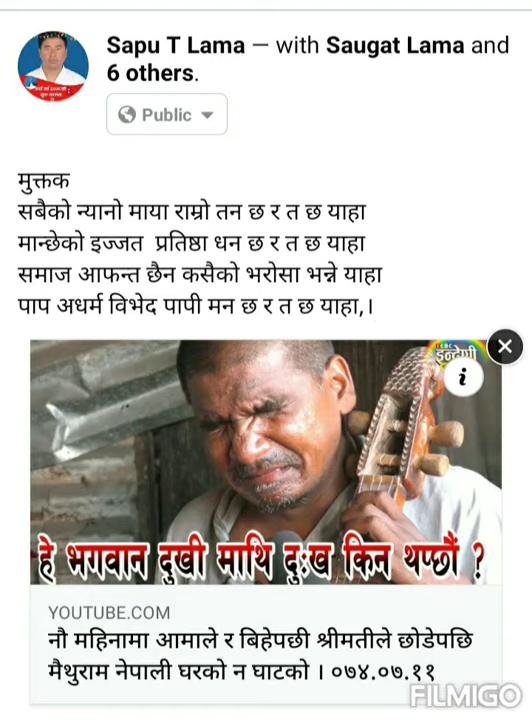 Sapu T Lama — with Saugat Lama and
6 others.
Public
मुक्तक
सबैको न्यानो माया राम्रो तन छ र त छ याहा
मान्छेको इज्जत प्रतिष्ठा धन छ र त छ याहा
समाज आफन्त छैन कसैको भरोसा भन्ने याहा
पाप अधर्म विभेद पापी मन छ र त छ याहा,।
इन्द्रेणी
i
हे भगवान दुखी माथि दुःख किन थप्छौं ?
YOUTUBE.COM
नौ महिनामा आमाले र बिहेपछी श्रीमतीले छोडेपछि
मैथुराम नेपाली घरको न घाटको । ०७४.०७.११
FILMIGO